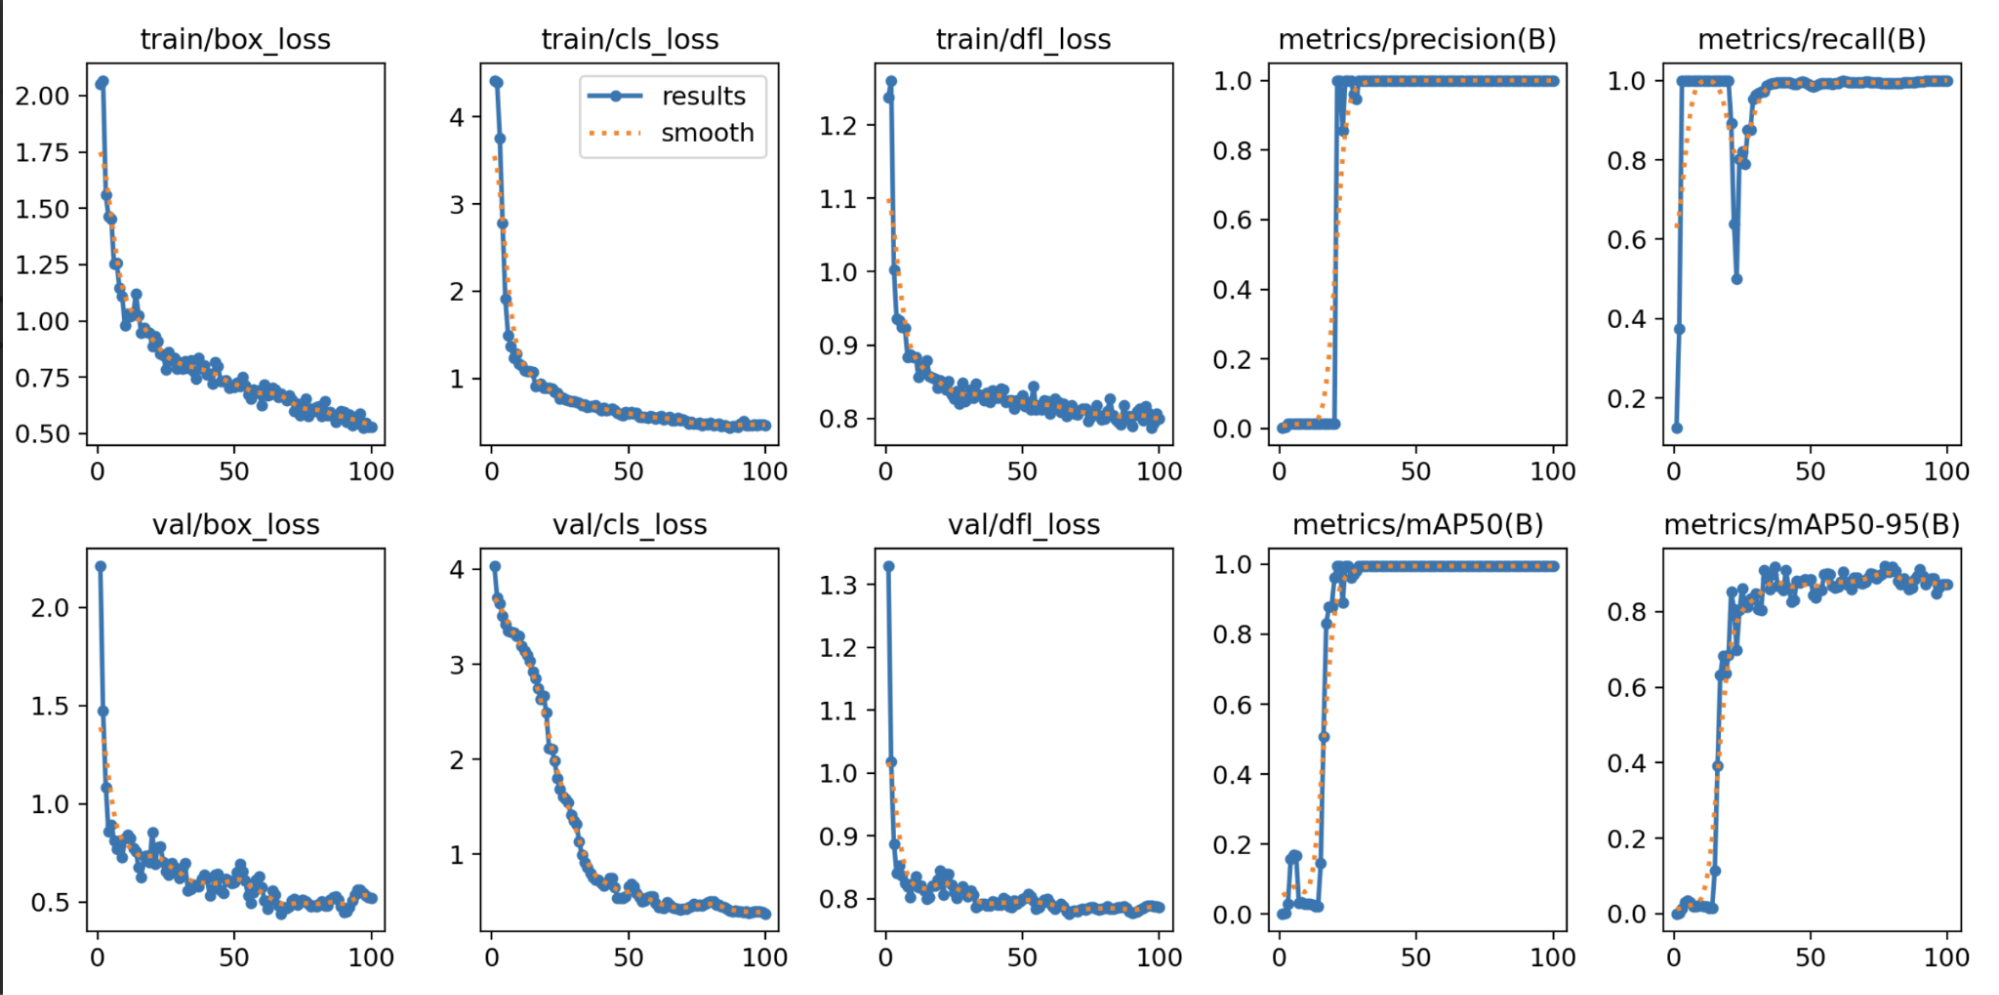 train/box_loss
2.00
1.75
1.50
1.25
1.00
0.75
0.50
0 50 100
train/cls_loss
results
smooth
4
3
2
1
0 50 100
train/dfl_loss
1.2
1.1
1.0
0.9
0.8
0 50 100
metrics/precision(B)
1.0
0.8
0.6
0.4
0.2
0.0
0 50 100
metrics/recall(B)
1.0
0.8
0.6
0.4
0.2
0 50 100
val/box_loss
2.0
1.5
1.0
0.5
0 50 100
val/cls_loss
4
3
2
1
0 50 100
val/dfl_loss
1.3
1.2
1.1
1.0
0.9
0.8
0 50 100
metrics/mAP50(B)
1.0
0.8
0.6
0.4
0.2
0.0
0 50 100
metrics/mAP50-95(B)
0.8
0.6
0.4
0.2
0.0
0 50 100